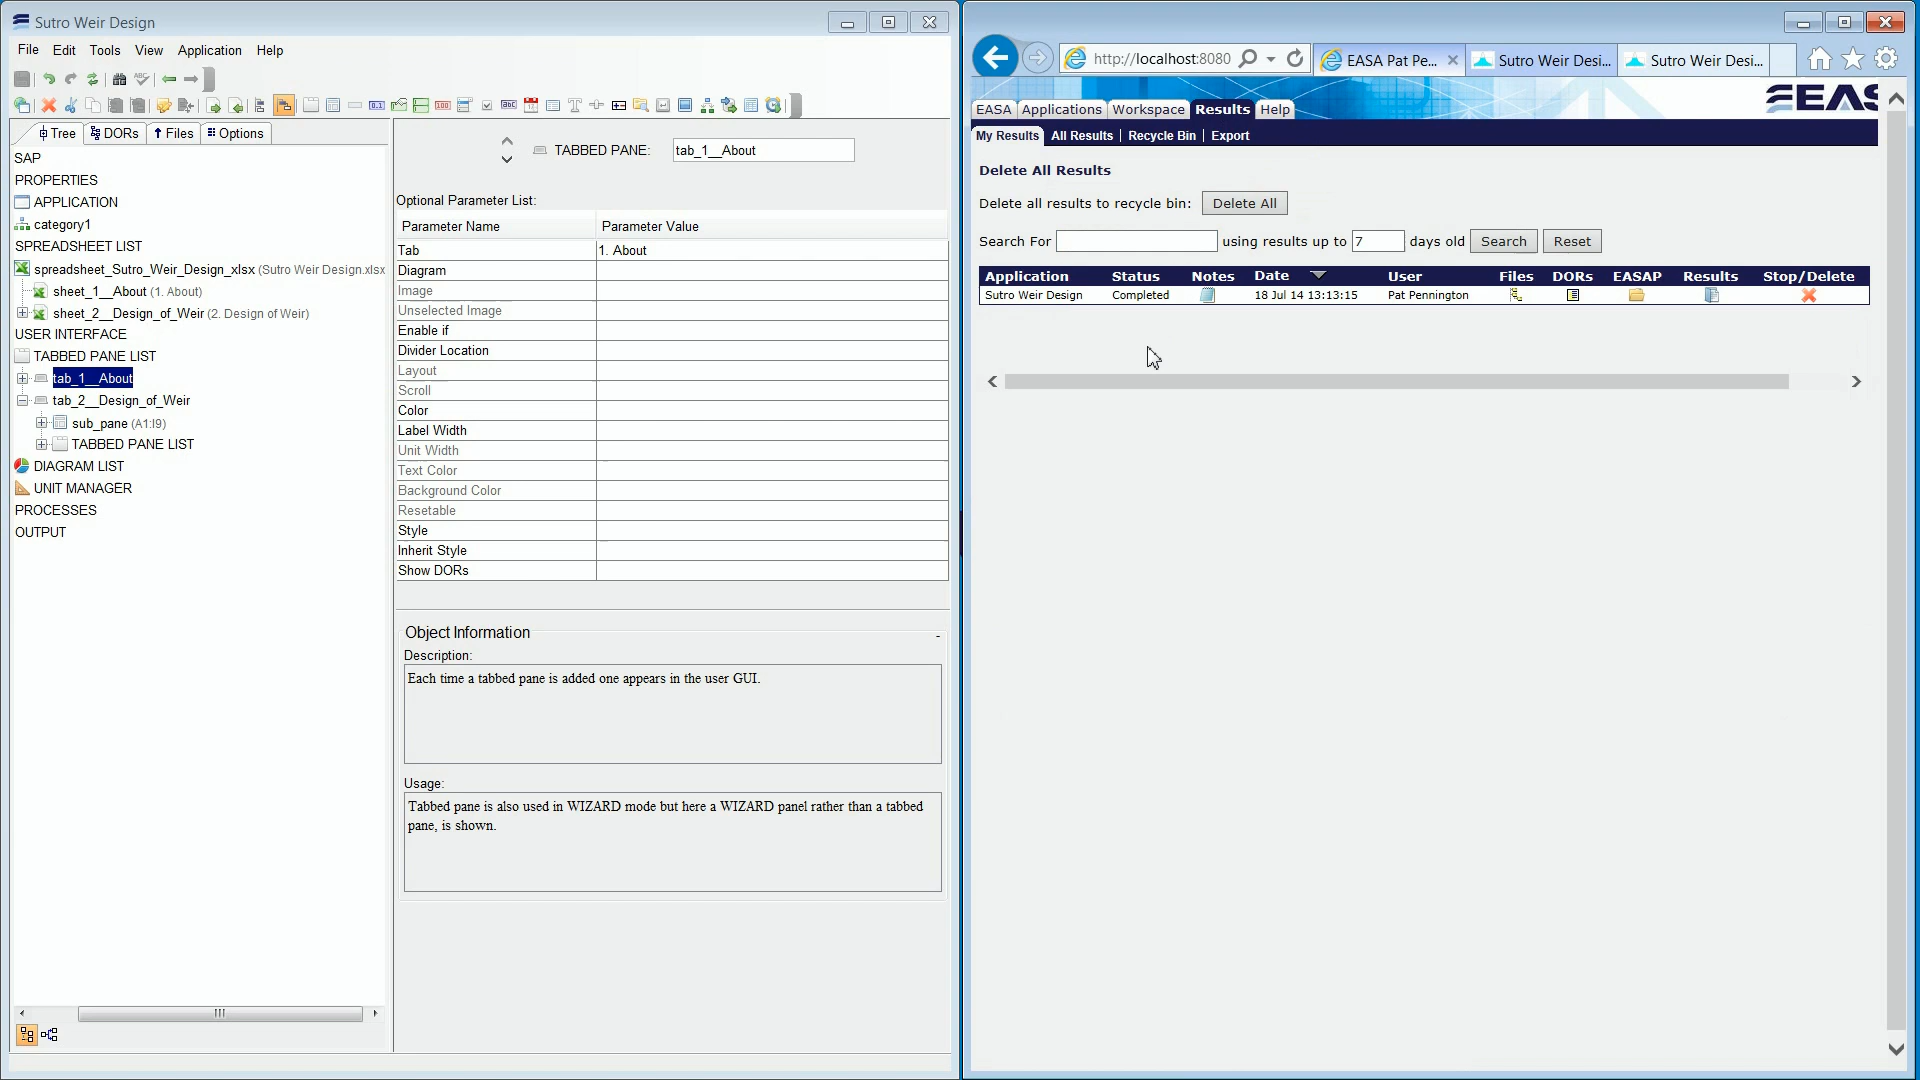 Sutro Weir Design
File Edit Tools View Application Help
Tree DORs Files Options
SAP
PROPERTIES
APPLICATION
category1
SPREADSHEET LIST
spreadsheet_Sutro_Weir_Design_xlsx (Sutro Weir Design.xlsx
sheet_1__About (1. About)
sheet_2__Design_of_Weir (2. Design of Weir)
USER INTERFACE
TABBED PANE LIST
tab_1__About
tab_2__Design_of_Weir
sub_pane (A1:I9)
TABBED PANE LIST
DIAGRAM LIST
UNIT MANAGER
PROCESSES
OUTPUT
TABBED PANE: tab_1__About
Optional Parameter List:
Parameter Name Parameter Value
Tab 1. About
Diagram
Image
Unselected Image
Enable if
Divider Location
Layout
Scroll
Color
Label Width
Unit Width
Text Color
Background Color
Resetable
Style
Inherit Style
Show DORs
Object Information -
Description:
Each time a tabbed pane is added one appears in the user GUI.
Usage:
Tabbed pane is also used in WIZARD mode but here a WIZARD panel rather than a tabbed
pane, is shown.
http://localhost:8080
EASA Pat Pe...
Sutro Weir Desi...
Sutro Weir Desi...
EAS
EASA Applications Workspace Results Help
My Results All Results Recycle Bin Export
Delete All Results
Delete all results to recycle bin: Delete All
Search For using results up to 7 days old Search Reset
Application Status Notes Date User Files DORs EASAP Results Stop/Delete
Sutro Weir Design Completed 18 Jul 14 13:13:15 Pat Pennington